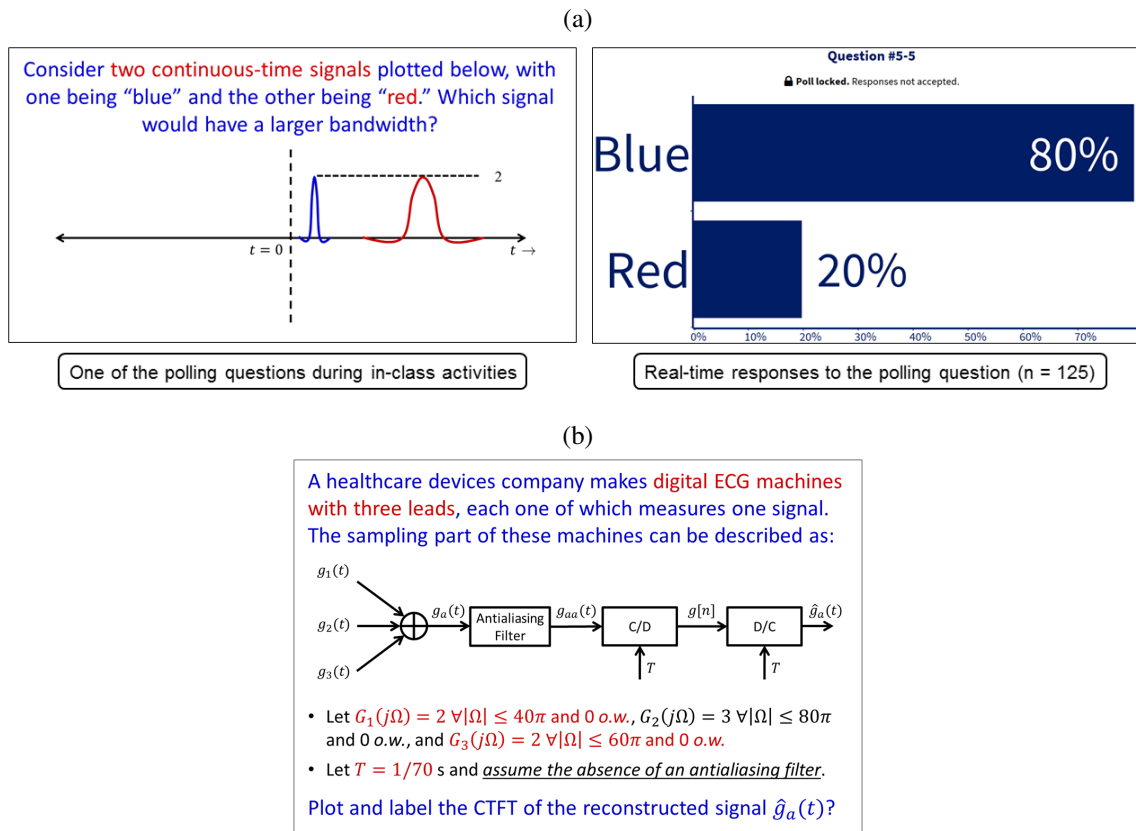 (a)
Consider two continuous-time signals plotted below, with
one being “blue” and the other being “red.” Which signal
would have a larger bandwidth?
2
t = 0
t →
One of the polling questions during in-class activities
Question #5-5
Poll locked. Responses not accepted.
Blue
80%
Red
20%
0% 10% 20% 30% 40% 50% 60% 70%
Real-time responses to the polling question (n = 125)
(b)
A healthcare devices company makes digital ECG machines
with three leads, each one of which measures one signal.
The sampling part of these machines can be described as:
g₁(t)
g₂(t)
g₃(t)
gₐ(t)
Antialiasing
Filter
gₐₐ(t)
C/D
T
g[n]
D/C
T
ĝₐ(t)
• Let G₁(jΩ) = 2 ∀|Ω| ≤ 40π and 0 o.w., G₂(jΩ) = 3 ∀|Ω| ≤ 80π
and 0 o.w., and G₃(jΩ) = 2 ∀|Ω| ≤ 60π and 0 o.w.
• Let T = 1/70 s and assume the absence of an antialiasing filter.
Plot and label the CTFT of the reconstructed signal ĝₐ(t)?